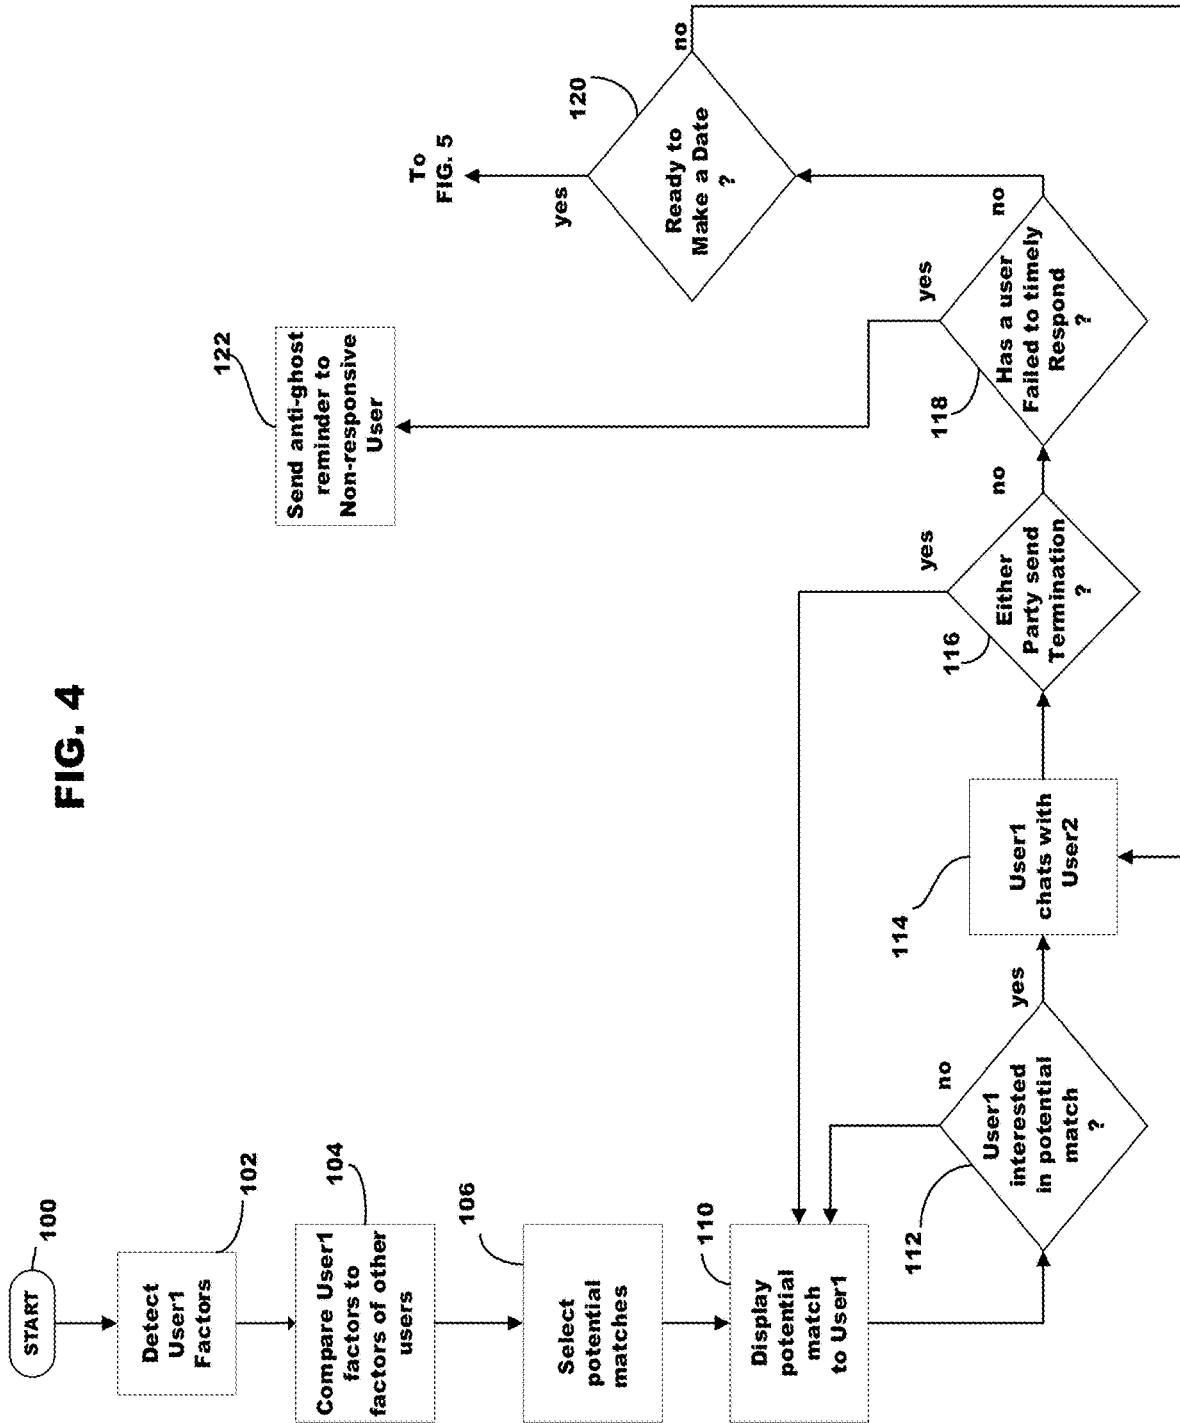 FIG. 4
START
100
Detect
User1
Factors
102
Compare User1
factors to
factors of other
users
104
Select
potential
matches
106
Display
potential
match
to User1
110
User1
interested
in potential
match
?
112
no
yes
User1
chats with
User2
114
Either
Party send
Termination
?
116
yes
no
Has a user
Failed to timely
Respond
?
118
yes
no
Send anti-ghost
reminder to
Non-responsive
User
122
Ready to
Make a Date
?
120
yes
no
To
FIG. 5